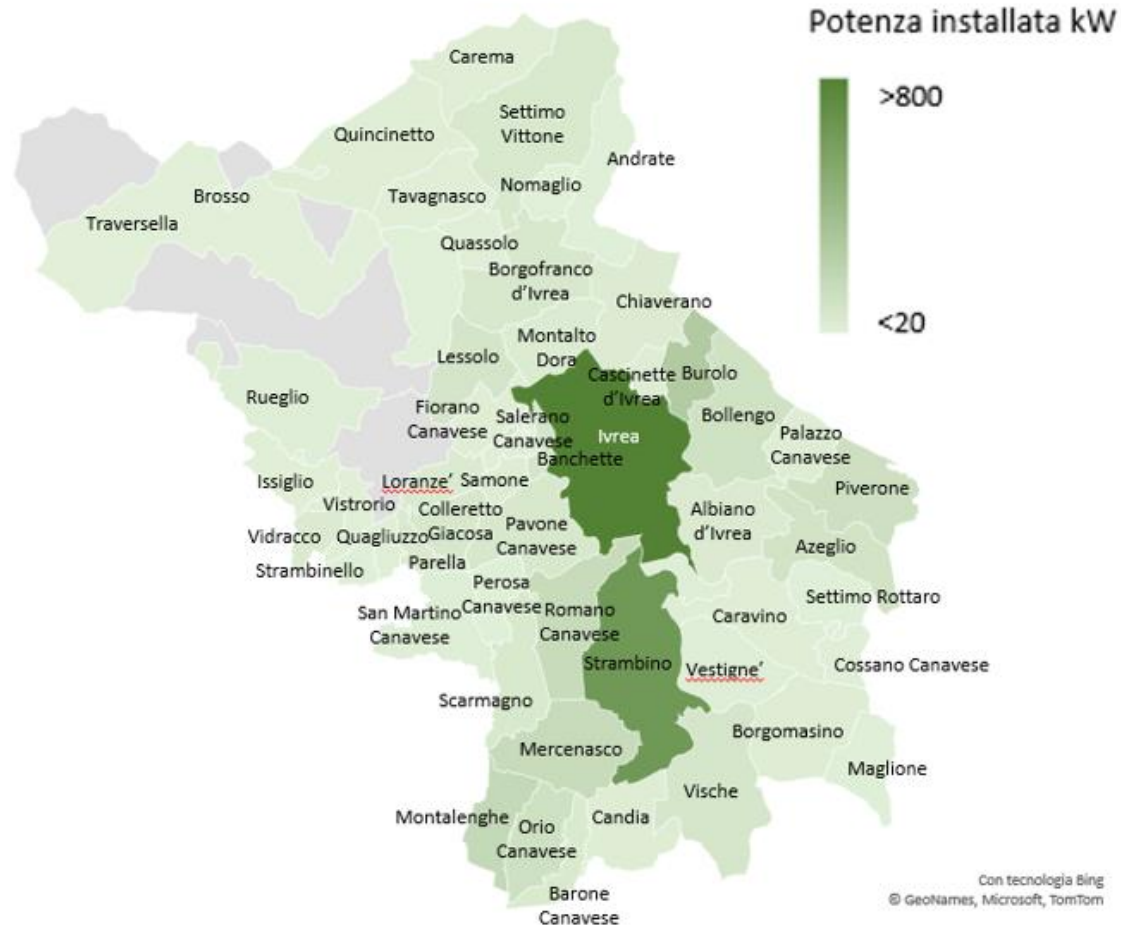 Potenza installata kW
>800
<20
Carema
Settimo
Vittone
Quincinetto
Andrate
Nomaglio
Brosso
Tavagnasco
Traversella
Quassolo
Borgofranco
d'Ivrea
Chiaverano
Montalto
Dora
Lessolo
Cascinette
d'Ivrea
Burolo
Rueglio
Fiorano
Canavese
Salerano
Canavese
Ivrea
Bollengo
Palazzo
Canavese
Banchette
Issiglio
Loranze'
Samone
Piverone
Vistrorio
Colleretto
Giacosa
Albiano
d'Ivrea
Pavone
Canavese
Vidracco
Quagliuzzo
Azeglio
Strambinello
Parella
Perosa
Canavese
Settimo Rottaro
San Martino
Canavese
Romano
Canavese
Caravino
Strambino
Vestigne'
Cossano Canavese
Scarmagno
Borgomasino
Mercenasco
Maglione
Vische
Montalenghe
Orio
Canavese
Candia
Barone
Canavese
Con tecnologia Bing
© GeoNames, Microsoft, TomTom